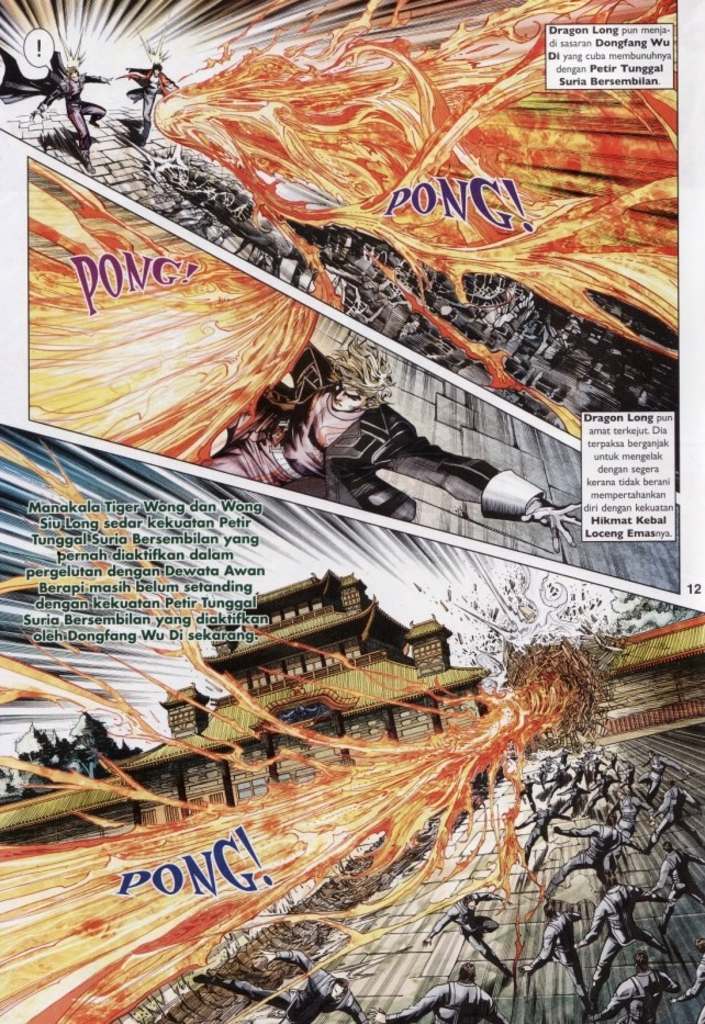 !
Dragon Long pun menja-
di sasaran Dongfang Wu
Di yang cuba membunuhnya
dengan Petir Tunggal
Suria Bersembilan.
PONG!
PONG!
Dragon Long pun
amat terkejut. Dia
terpaksa berganjak
untuk mengelak
dengan segera
kerana tidak berani
mempertahankan
diri dengan kekuatan
Hikmat Kebal
Loceng Emasnya.
Manakala Tiger Wong dan Wong
Siu Long sedar kekuatan Petir
Tunggal Suria Bersembilan yang
pernah diaktifkan dalam
pergelutan dengan Dewata Awan
Berapi masih belum setanding
dengan kekuatan Petir Tunggal
Suria Bersembilan yang diaktifkan
oleh Dongfang Wu Di sekarang.
12
PONG!